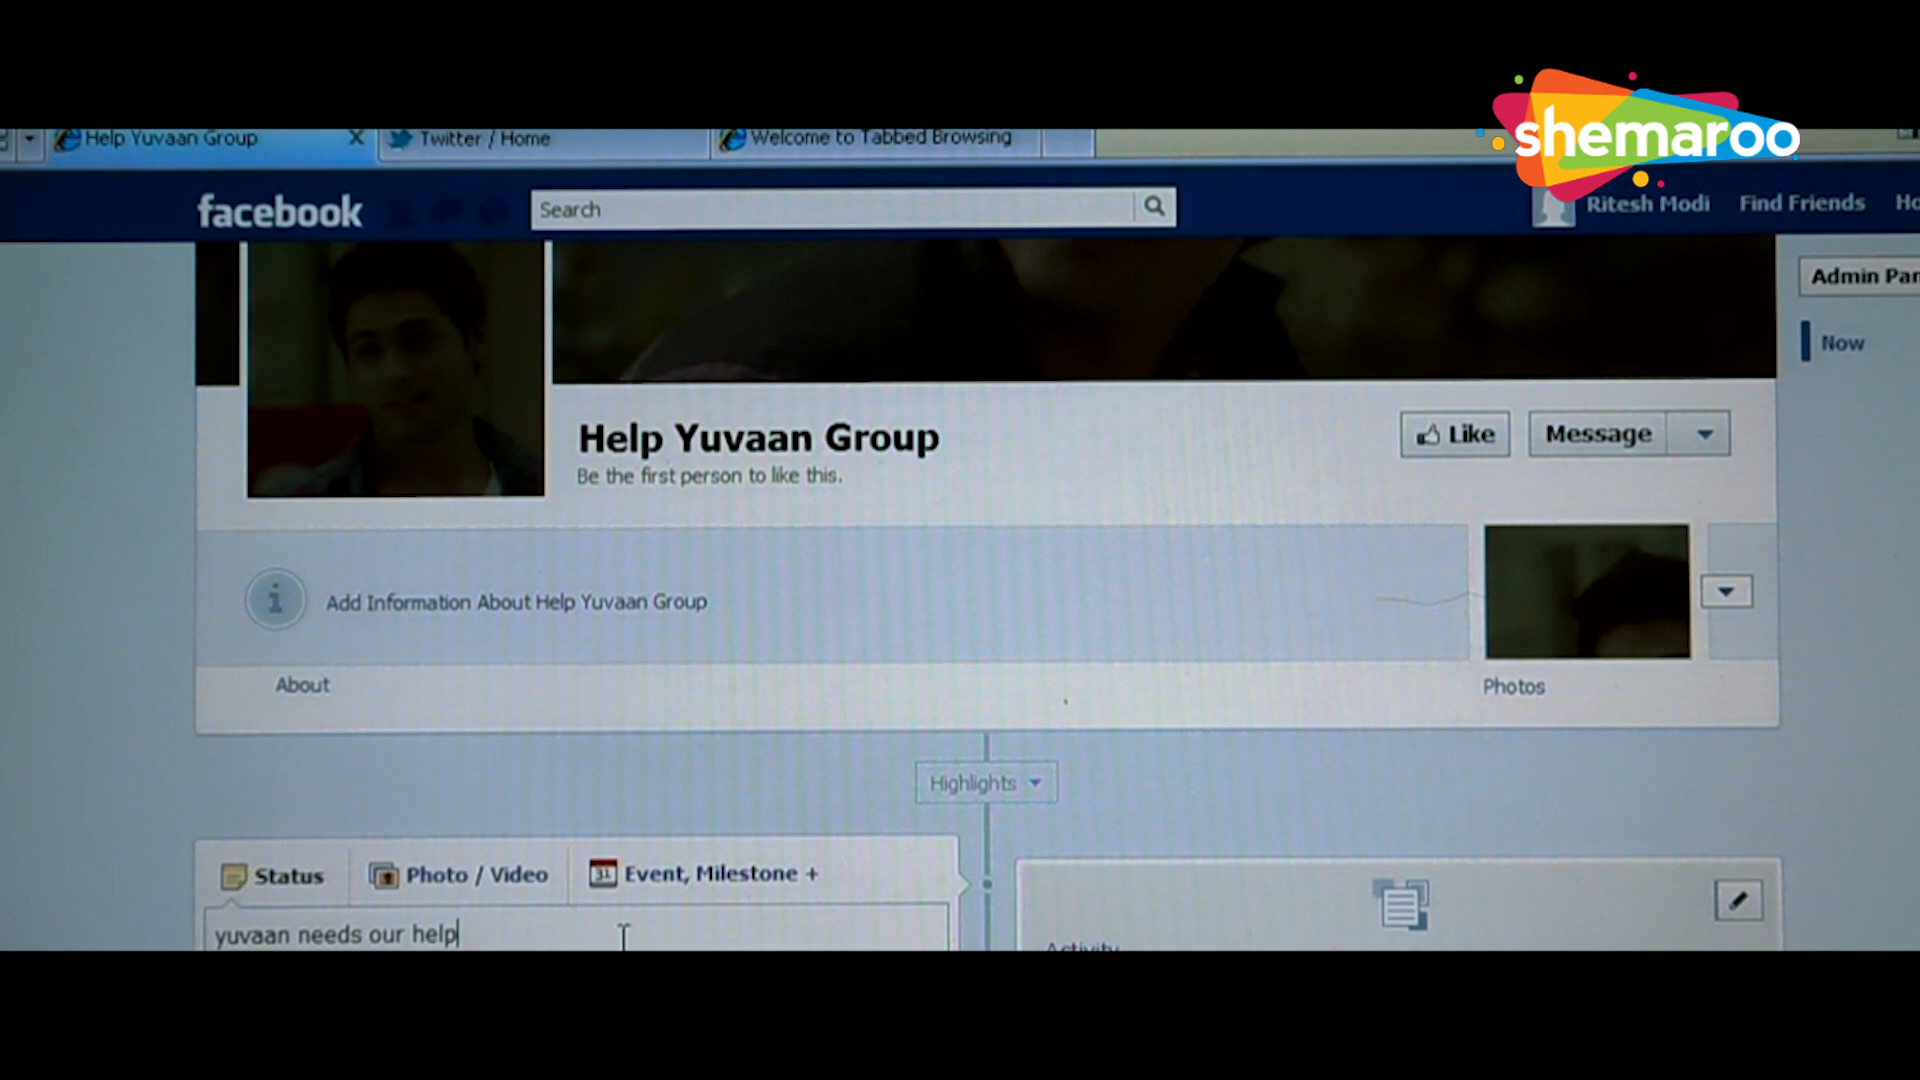 shemaroo
Help Yuvaan Group
Twitter / Home
Welcome to Tabbed Browsing
facebook
Search
Ritesh Modi
Find Friends
Admin
Now
Help Yuvaan Group
Be the first person to like this.
Like
Message
Add Information About Help Yuvaan Group
About
Photos
Highlights
Status
Photo / Video
31
Event, Milestone +
yuvaan needs our help
Activity